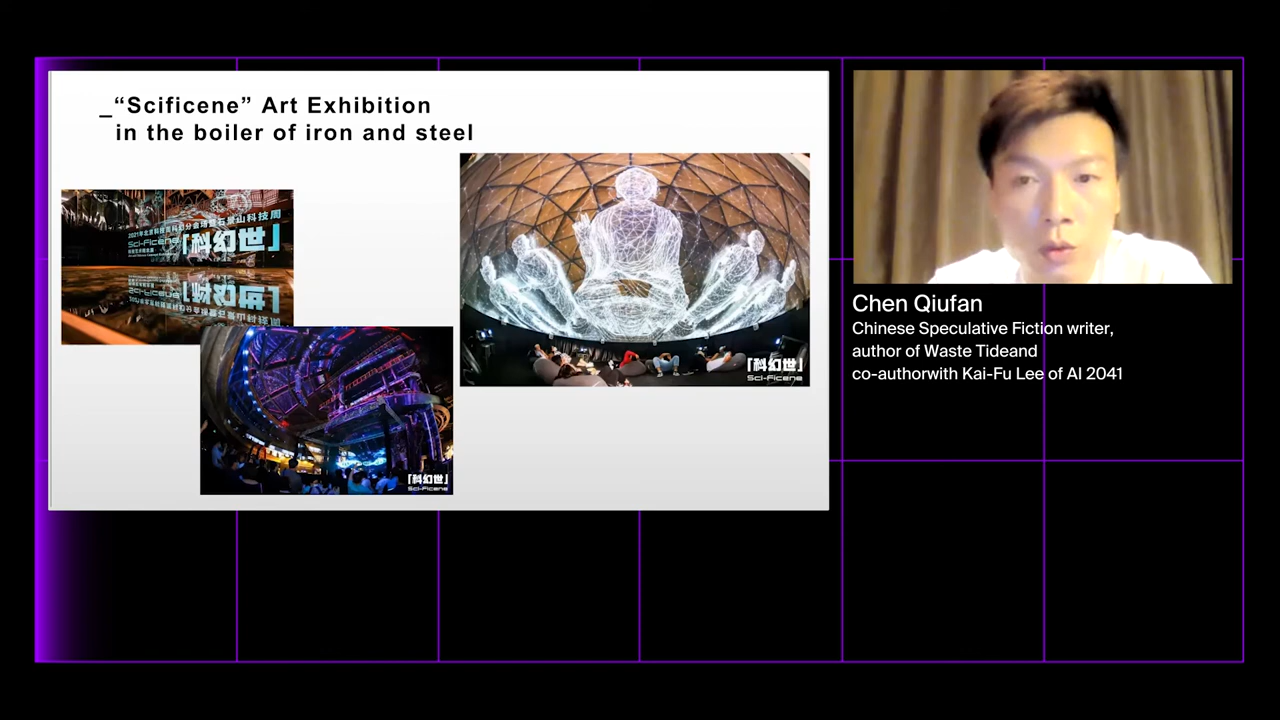 _“Scificene” Art Exhibition
in the boiler of iron and steel
「科幻世」
Sci-Ficene
「科幻世」
Sci-Ficene
「科幻世」
Sci-Ficene
Chen Qiufan
Chinese Speculative Fiction writer,
author of Waste Tideand
co-authorwith Kai-Fu Lee of AI 2041